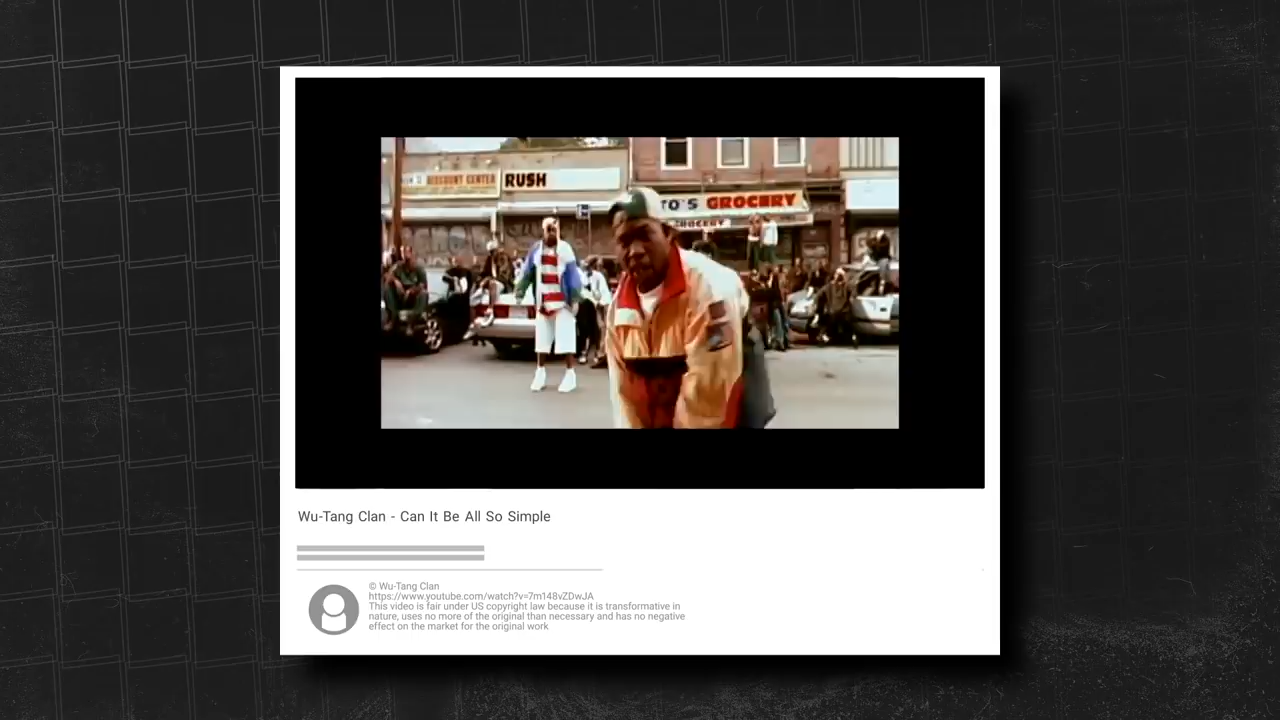 DISCOUNT CENTER
RUSH
TO'S GROCERY
GROCERY
Wu-Tang Clan - Can It Be All So Simple
© Wu-Tang Clan
https://www.youtube.com/watch?v=7m148vZDwJA
This video is fair under US copyright law because it is transformative in
nature, uses no more of the original than necessary and has no negative
effect on the market for the original work